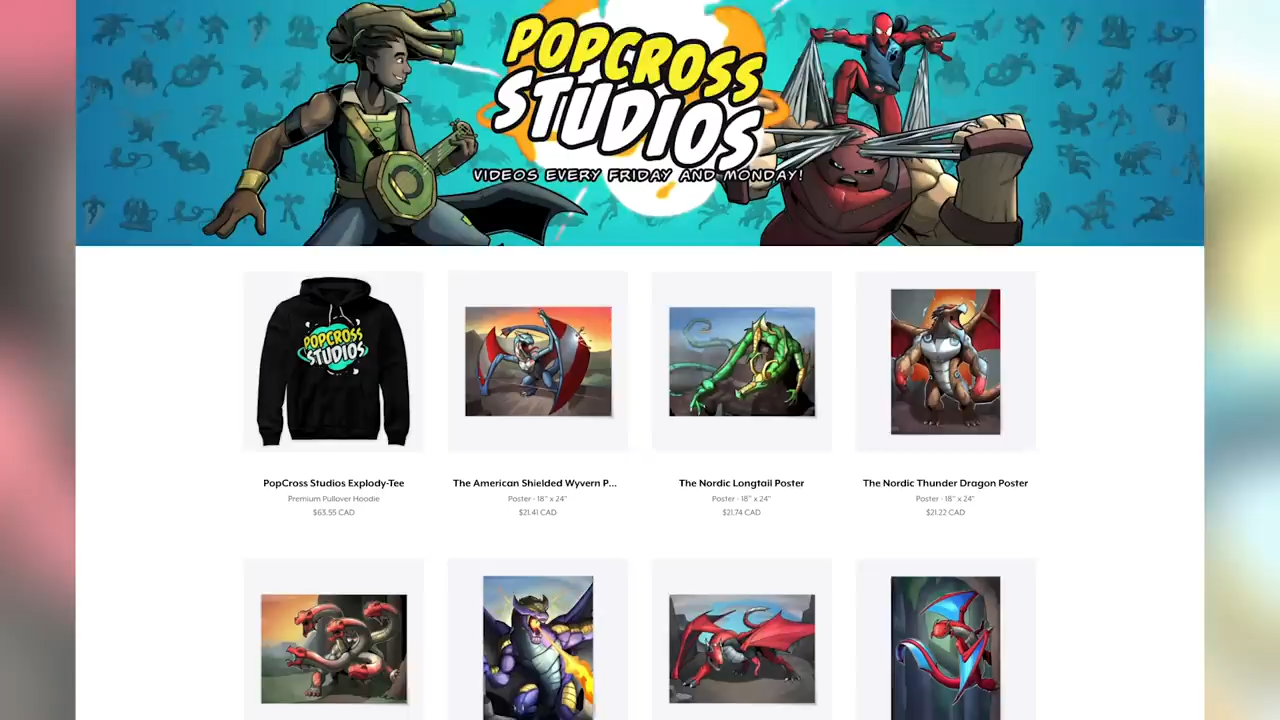 POPCROSS
STUDIOS
VIDEOS EVERY FRIDAY AND MONDAY!
POPCROSS
STUDIOS
PopCross Studios Explody-Tee
Premium Pullover Hoodie
$63.55 CAD
The American Shielded Wyvern P...
Poster - 18" x 24"
$21.41 CAD
The Nordic Longtail Poster
Poster - 18" x 24"
$21.74 CAD
The Nordic Thunder Dragon Poster
Poster - 18" x 24"
$21.22 CAD